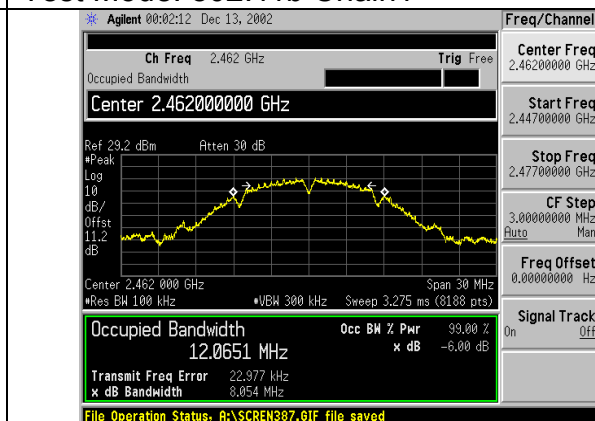 Agilent 00:02:12 Dec 13, 2002
Freq/Channel
Ch Freq 2.462 GHz Trig Free
Occupied Bandwidth
Center 2.462000000 GHz
Center Freq
2.46200000 GHz
Start Freq
2.44700000 GHz
Stop Freq
2.47700000 GHz
CF Step
3.00000000 MHz
Auto Man
Freq Offset
0.00000000 Hz
Signal Track
On Off
Ref 29.2 dBm Atten 30 dB
#Peak
Log
10
dB/
Offst
11.2
dB
Center 2.462 000 GHz Span 30 MHz
#Res BW 100 kHz #VBW 300 kHz Sweep 3.275 ms (8188 pts)
Occupied Bandwidth Occ BW % Pwr 99.00 %
12.0651 MHz x dB -6.00 dB
Transmit Freq Error 22.977 kHz
x dB Bandwidth 8.054 MHz
File Operation Status, A:\SCREN387.GIF file saved